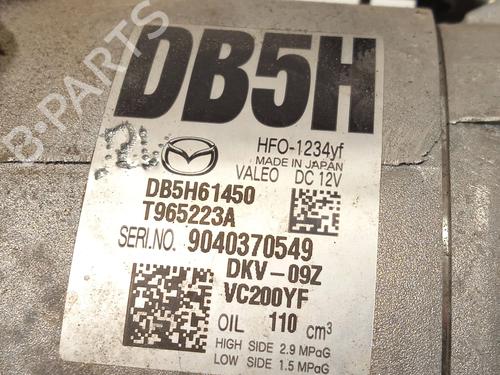 DB5H
HFO-1234yf
MADE IN JAPAN
VALEO DC 12V
DB5H61450
T965223A
SERI.NO. 9040370549
DKV-09Z
VC200YF
OIL 110 cm³
HIGH SIDE 2.9 MPaG
LOW SIDE 1.5 MPaG
B-PARTS